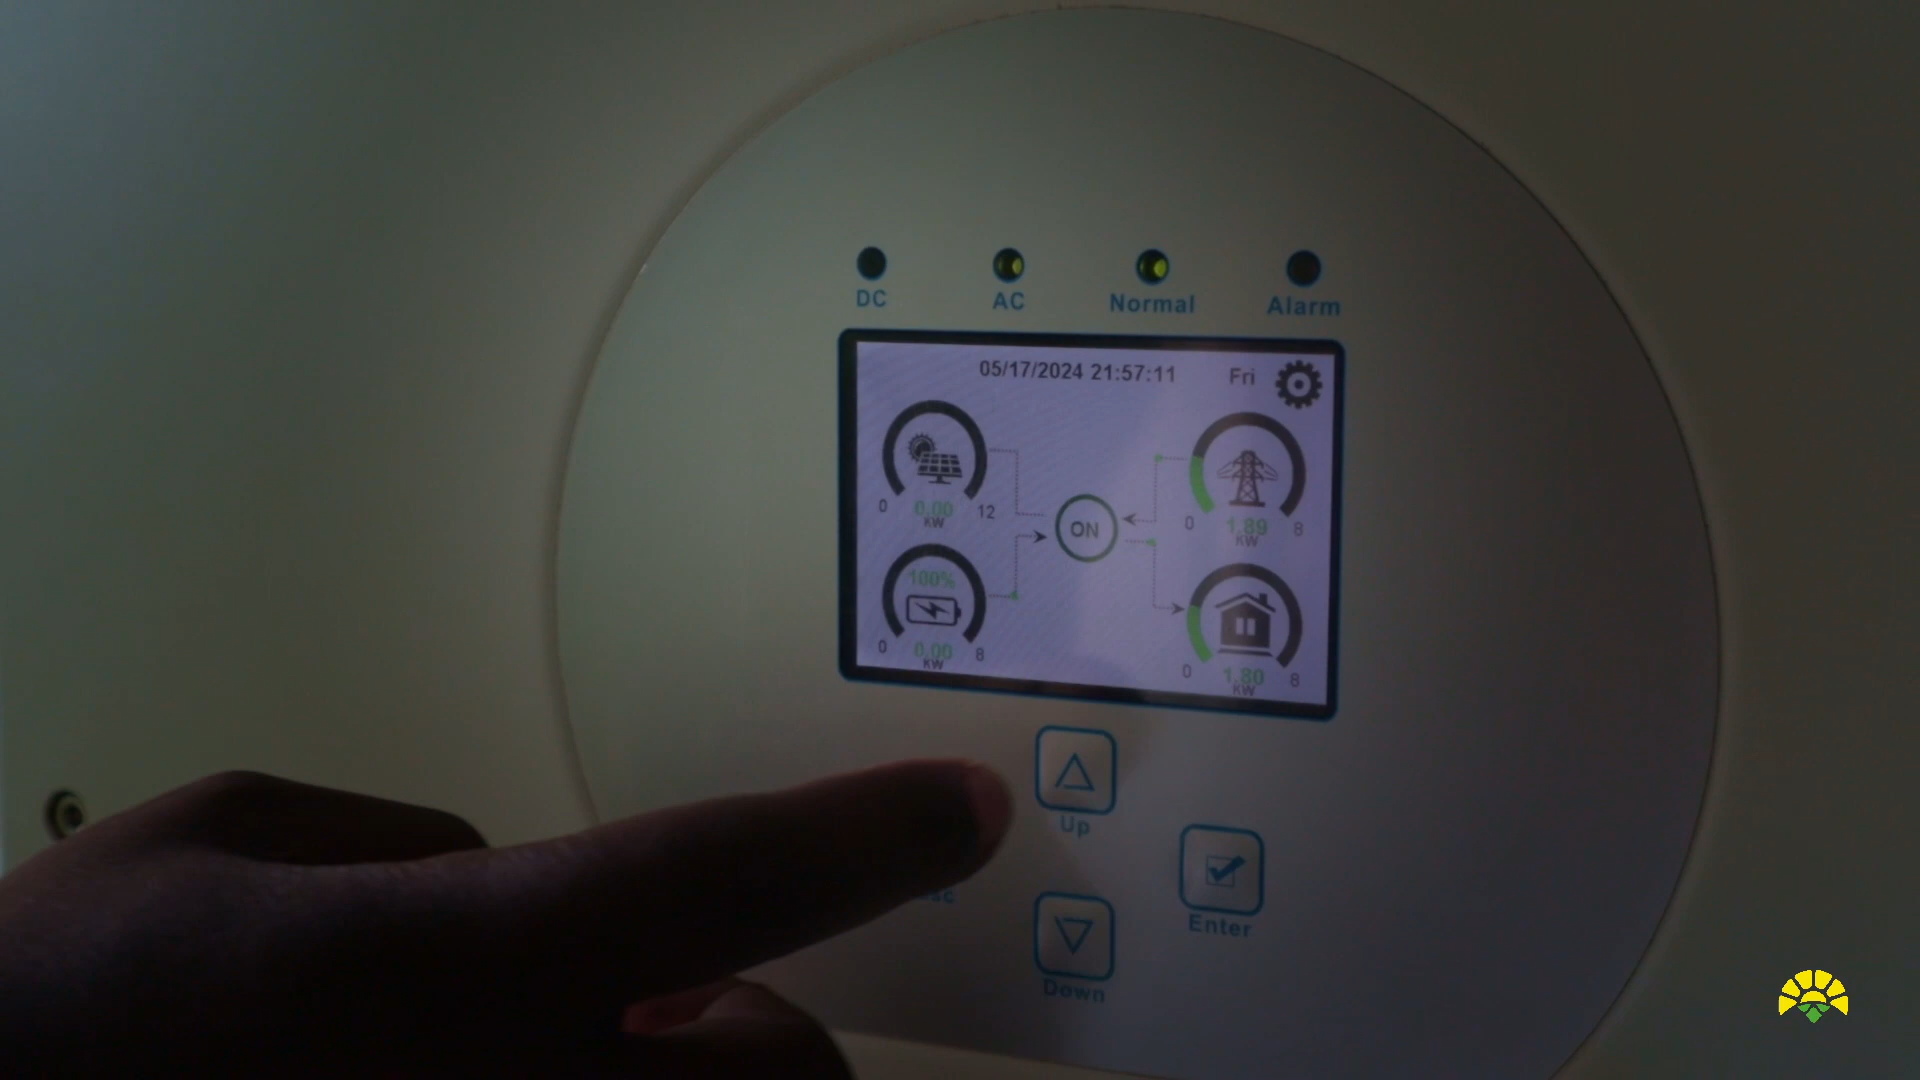 DC AC Normal Alarm
05/17/2024 21:57:11 Fri
0 0.00 12
KW
0 1.89 8
KW
ON
100%
0 0.00 8
KW
0 1.80 8
KW
Up
Enter
Down